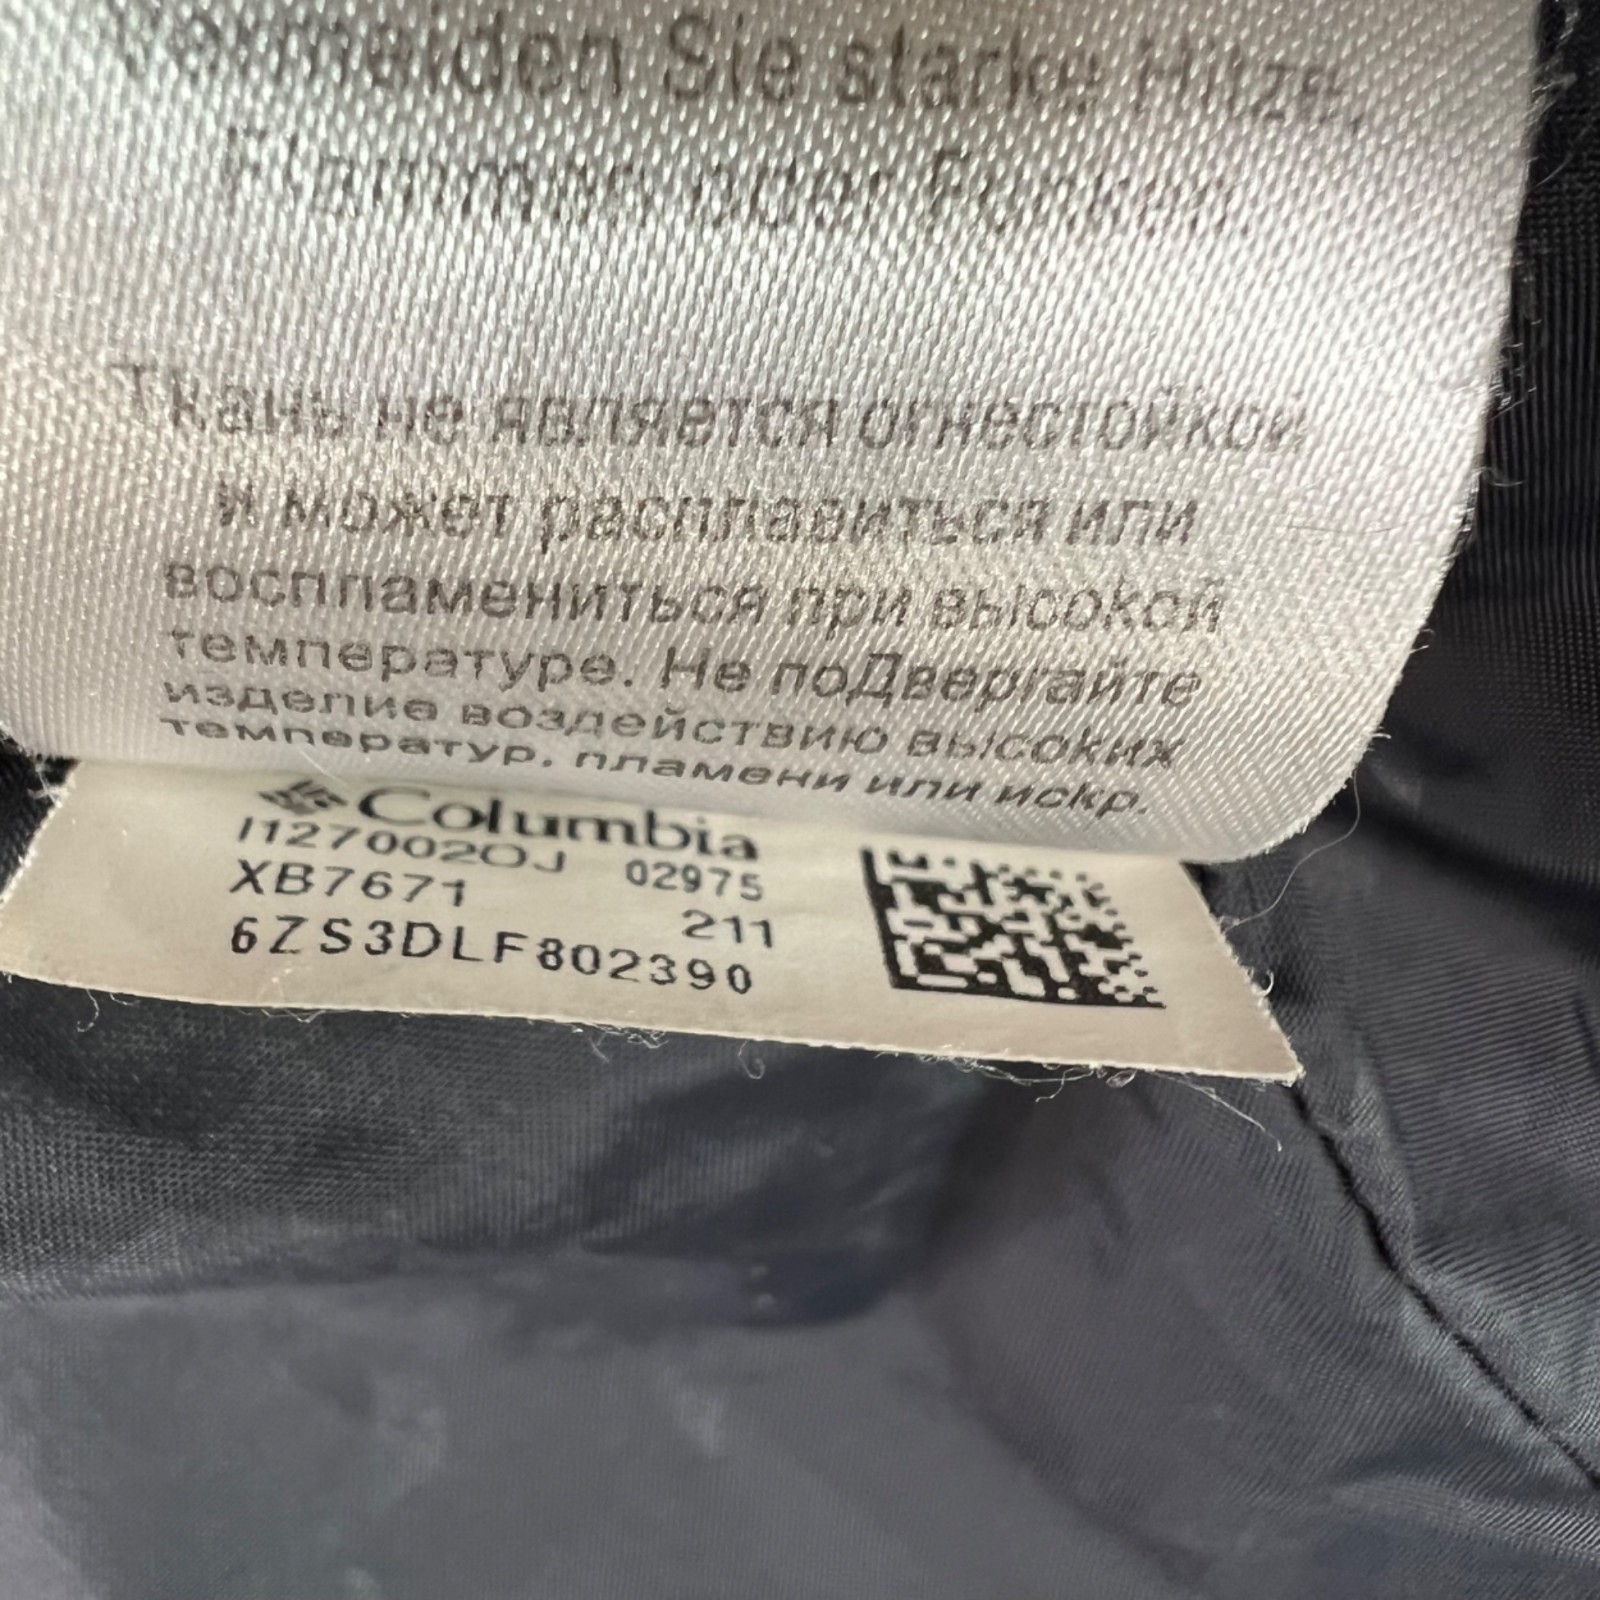 Vermeiden Sie starke Hitze,
Flammen oder Funken.
Ткань не является огнестойкой
и может расплавиться или
воспламениться при высокой
температуре. Не поДвергайте
изделие воздействию высоких
температур, пламени или искр.
Columbia
I127002OJ 02975
XB7671 211
6ZS3DLF802390